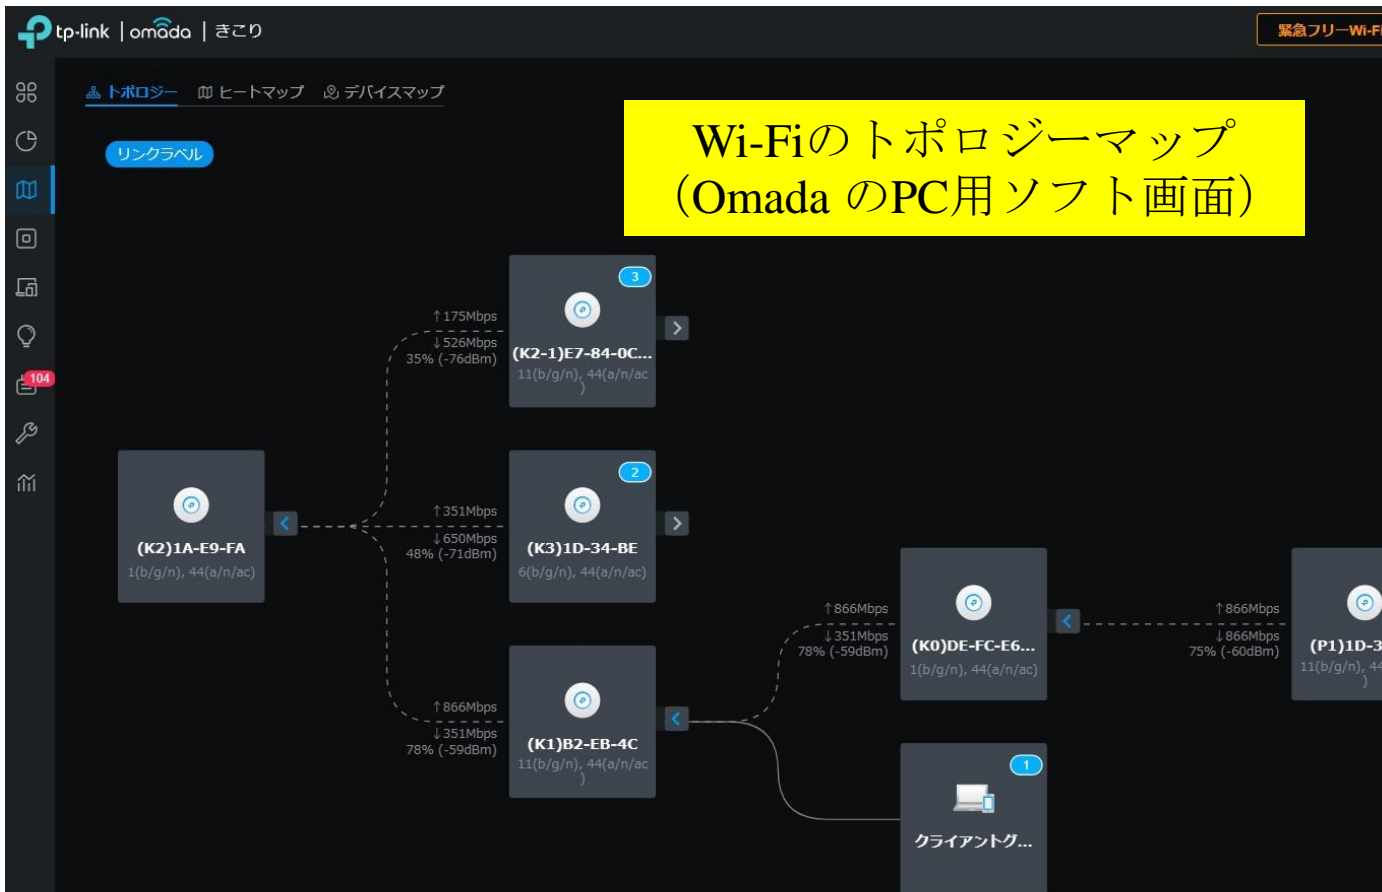 tp-link | omada | きこり
緊急フリーWi-Fi
トポロジー ヒートマップ デバイスマップ
Wi-Fiのトポロジーマップ
（Omada のPC用ソフト画面）
リンクラベル
104
3
↑175Mbps
↓526Mbps
35% (-76dBm)
(K2-1)E7-84-0C...
11(b/g/n), 44(a/n/ac
)
(K2)1A-E9-FA
1(b/g/n), 44(a/n/ac)
2
↑351Mbps
↓650Mbps
48% (-71dBm)
(K3)1D-34-BE
6(b/g/n), 44(a/n/ac)
↑866Mbps
↓351Mbps
78% (-59dBm)
(K1)B2-EB-4C
11(b/g/n), 44(a/n/ac
)
↑866Mbps
↓351Mbps
78% (-59dBm)
(K0)DE-FC-E6...
1(b/g/n), 44(a/n/ac)
↑866Mbps
↓866Mbps
75% (-60dBm)
(P1)1D-3
11(b/g/n), 44
)
1
クライアントグ...